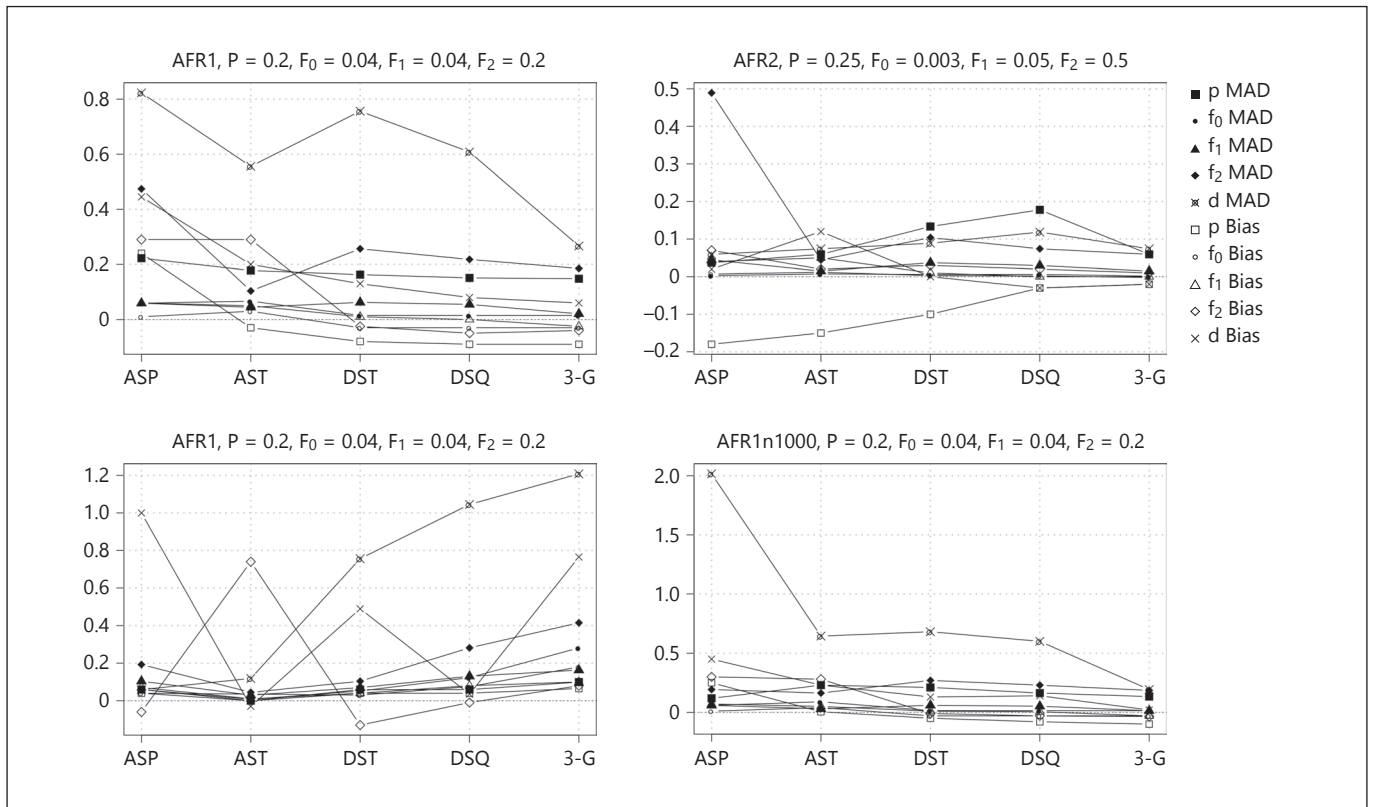 AFR1, P = 0.2, F₀ = 0.04, F₁ = 0.04, F₂ = 0.2
0.8
0.6
0.4
0.2
0
ASP AST DST DSQ 3-G
AFR2, P = 0.25, F₀ = 0.003, F₁ = 0.05, F₂ = 0.5
0.5
0.4
0.3
0.2
0.1
0
–0.1
–0.2
ASP AST DST DSQ 3-G
p MAD
f₀ MAD
f₁ MAD
f₂ MAD
d MAD
p Bias
f₀ Bias
f₁ Bias
f₂ Bias
d Bias
AFR1, P = 0.2, F₀ = 0.04, F₁ = 0.04, F₂ = 0.2
1.2
1.0
0.8
0.6
0.4
0.2
0
ASP AST DST DSQ 3-G
AFR1n1000, P = 0.2, F₀ = 0.04, F₁ = 0.04, F₂ = 0.2
2.0
1.5
1.0
0.5
0
ASP AST DST DSQ 3-G